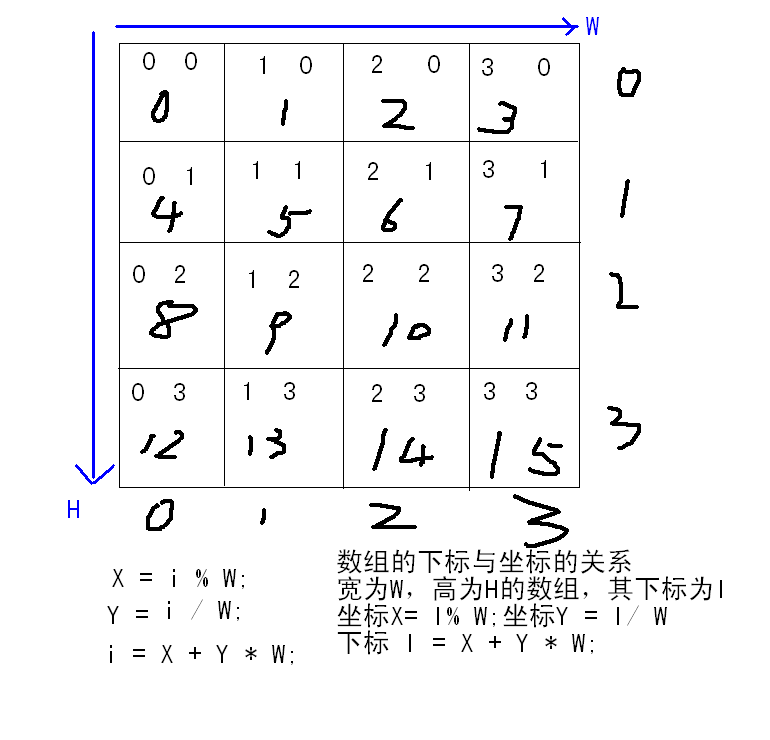 W
0 0 1 0 2 0 3 0
0 1 2 3 0
0 1 1 1 2 1 3 1
4 5 6 7 1
0 2 1 2 2 2 3 2
8 9 10 11 2
0 3 1 3 2 3 3 3
12 13 14 15 3
H
0 1 2 3
X = i % W;
Y = i / W;
i = X + Y * W;
数组的下标与坐标的关系
宽为W，高为H的数组，其下标为I
坐标X= I% W;坐标Y = I/ W
下标 I = X + Y * W;